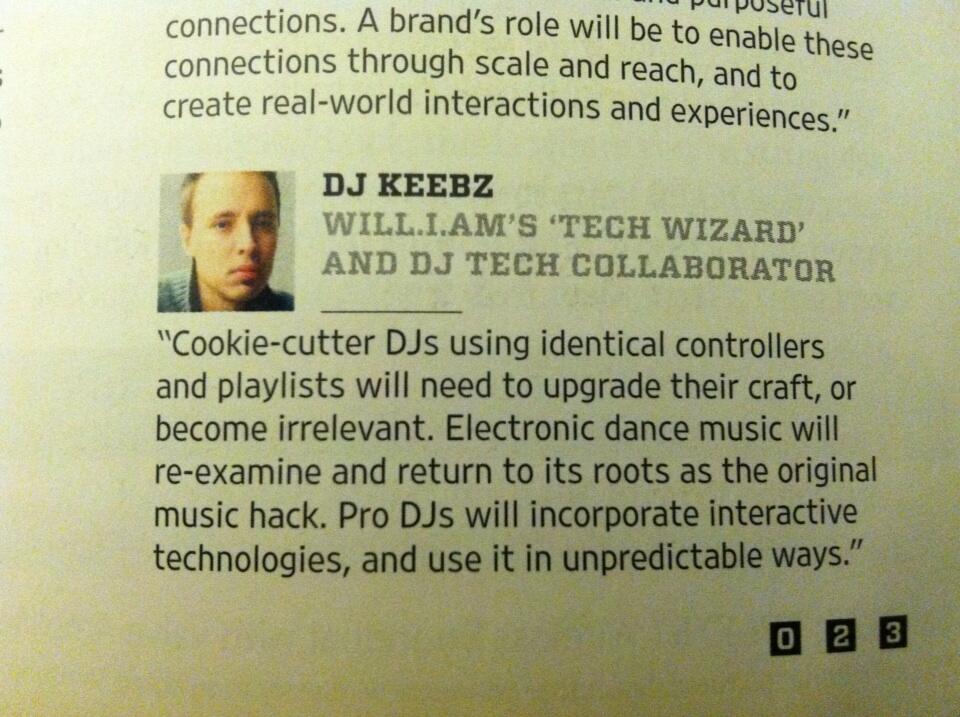 and purposeful
connections. A brand's role will be to enable these
connections through scale and reach, and to
create real-world interactions and experiences."
DJ KEEBZ
WILL.I.AM'S 'TECH WIZARD'
AND DJ TECH COLLABORATOR
"Cookie-cutter DJs using identical controllers
and playlists will need to upgrade their craft, or
become irrelevant. Electronic dance music will
re-examine and return to its roots as the original
music hack. Pro DJs will incorporate interactive
technologies, and use it in unpredictable ways."
0 2 3